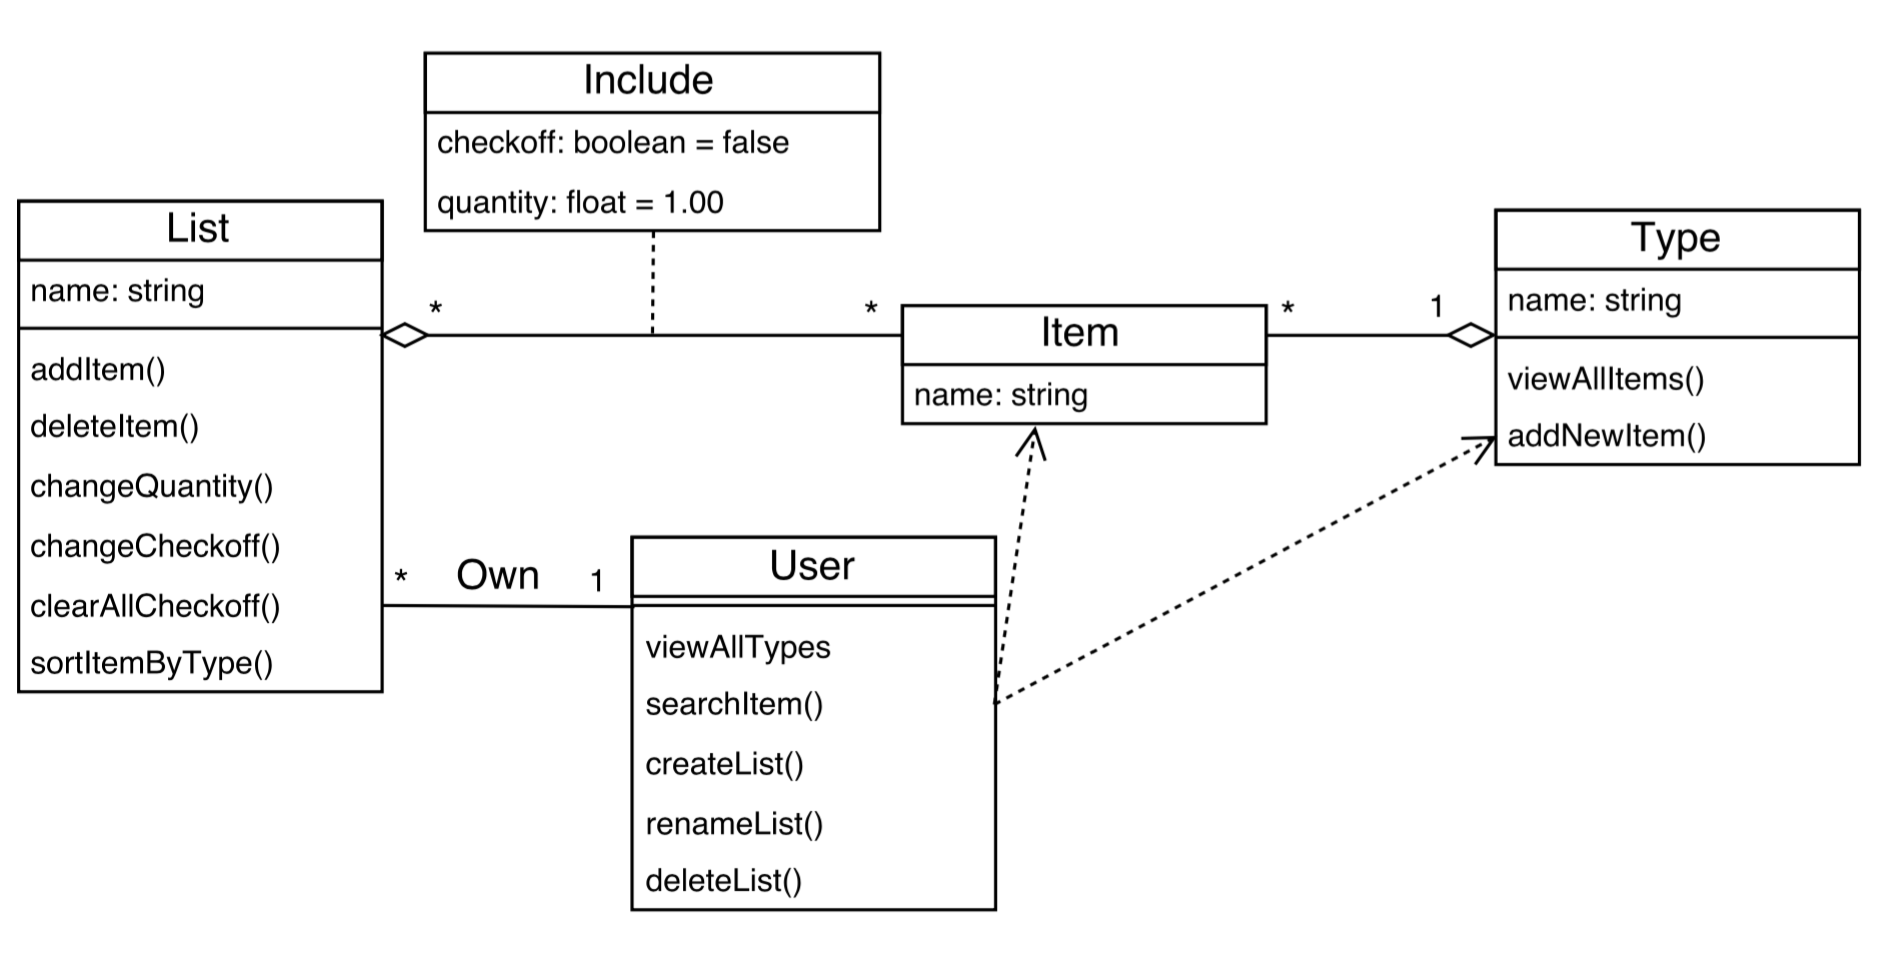 Include
checkoff: boolean = false
quantity: float = 1.00
List
name: string
addItem()
deleteItem()
changeQuantity()
changeCheckoff()
clearAllCheckoff()
sortItemByType()
* *
Item
name: string
* 1
Type
name: string
viewAllItems()
addNewItem()
* Own 1
User
viewAllTypes
searchItem()
createList()
renameList()
deleteList()